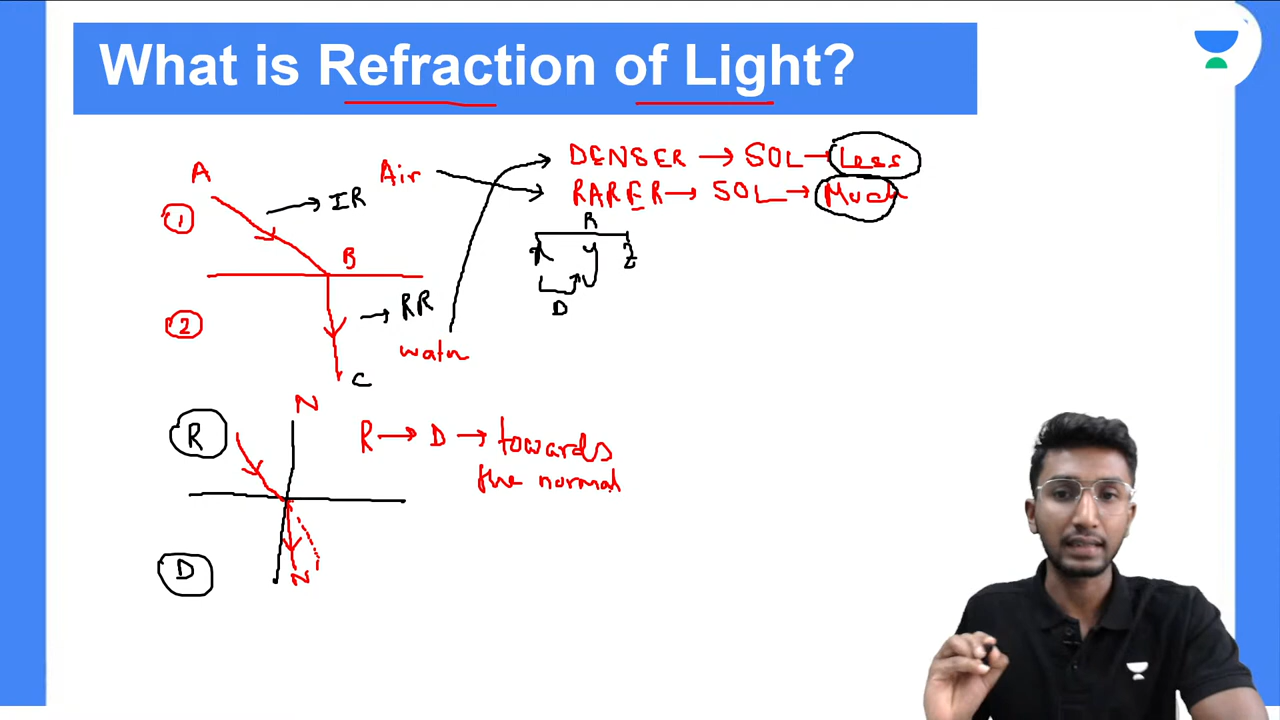 What is Refraction of Light?
DENSER → SOL → Less
RARER → SOL → Much
A
Air
1
→ IR
B
R
x y z
D
2
→ RR
water
C
N
R
R → D → towards
the normal
D
N